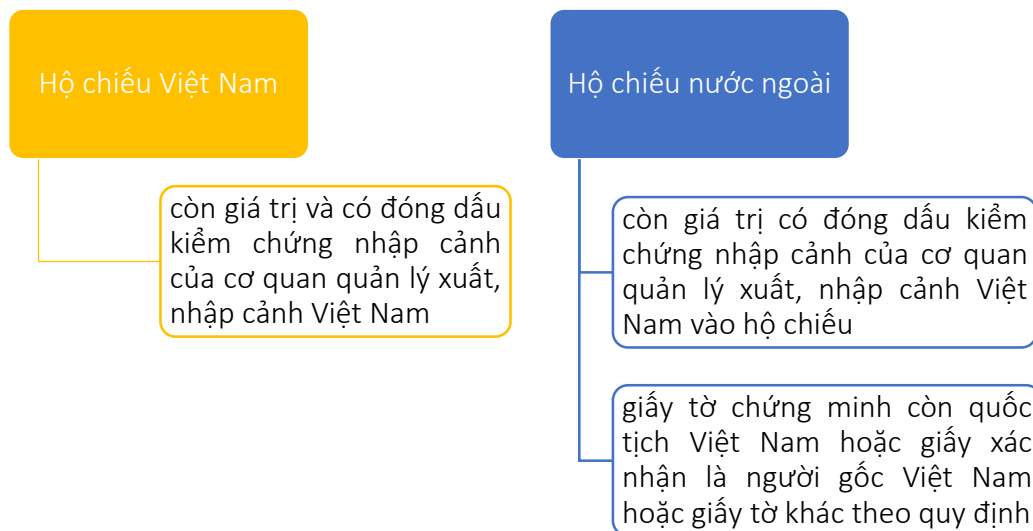 Hộ chiếu Việt Nam
còn giá trị và có đóng dấu
kiểm chứng nhập cảnh
của cơ quan quản lý xuất,
nhập cảnh Việt Nam
Hộ chiếu nước ngoài
còn giá trị có đóng dấu kiểm
chứng nhập cảnh của cơ quan
quản lý xuất, nhập cảnh Việt
Nam vào hộ chiếu
giấy tờ chứng minh còn quốc
tịch Việt Nam hoặc giấy xác
nhận là người gốc Việt Nam
hoặc giấy tờ khác theo quy định